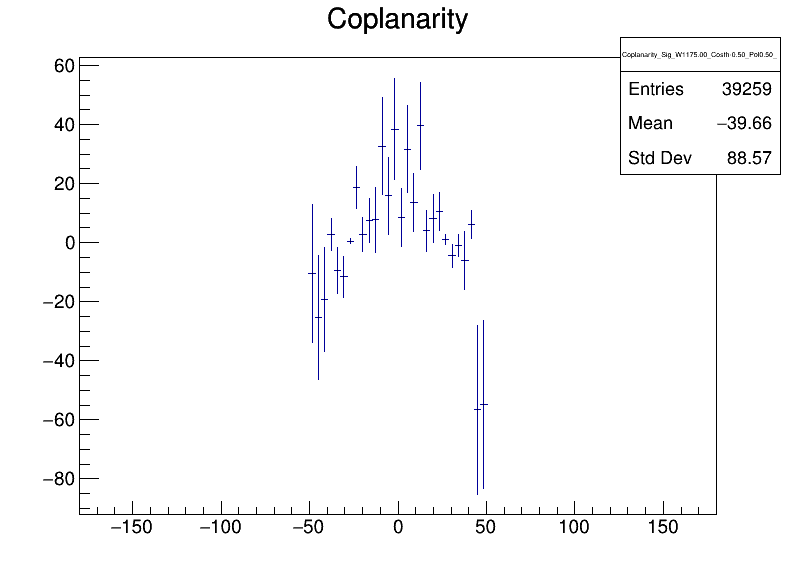 Coplanarity
Coplanarity_Sig_W1175.00_Costh-0.50_Pol0.50_
Entries 39259
Mean −39.66
Std Dev 88.57
60
40
20
0
−20
−40
−60
−80
−150 −100 −50 0 50 100 150